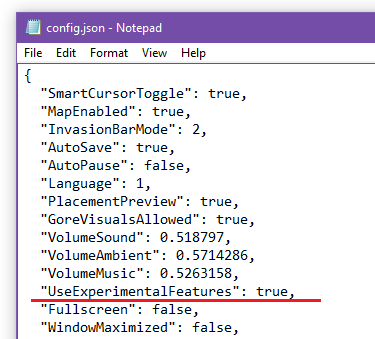 config.json - Notepad
File Edit View Help
{
"SmartCursorToggle": true,
"MapEnabled": true,
"InvasionBarMode": 2,
"AutoSave": true,
"AutoPause": false,
"Language": 1,
"PlacementPreview": true,
"GoreVisualsAllowed": true,
"VolumeSound": 0.518797,
"VolumeAmbient": 0.5714286,
"VolumeMusic": 0.5263158,
"UseExperimentalFeatures": true,
"Fullscreen": false,
"WindowMaximized": false,